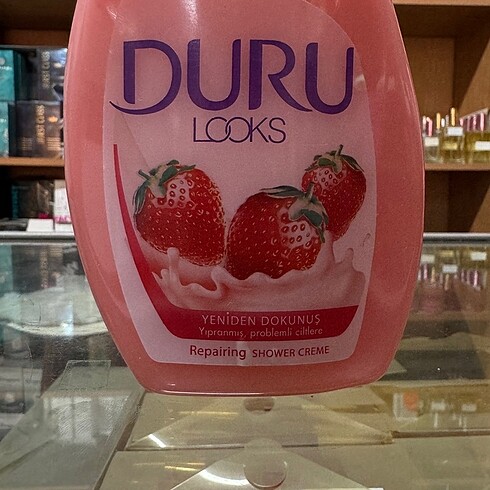 DURU
LOOKS
YENİDEN DOKUNUŞ
Yıpranmış, problemli ciltlere
Repairing SHOWER CREME